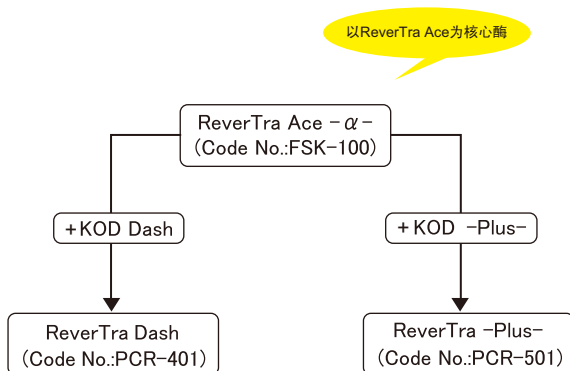 以ReverTra Ace为核心酶
ReverTra Ace -α-
(Code No.:FSK-100)
+KOD Dash
+KOD -Plus-
ReverTra Dash
(Code No.:PCR-401)
ReverTra -Plus-
(Code No.:PCR-501)